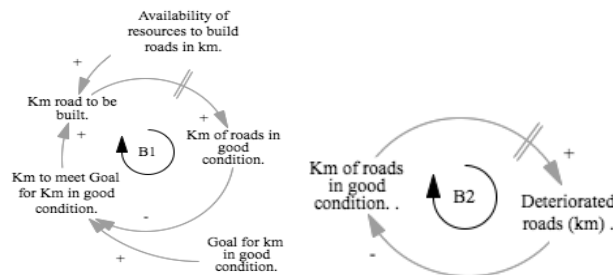 Availability of
resources to build
roads in km.
+
Km road to be
built.
+
+
Km of roads in
good
condition.
B1
Km to meet Goal
for Km in good
condition.
-
Goal for km
in good
condition.
+
Km of roads
in good
condition. .
+
B2
Deteriorated
roads (km) .
-